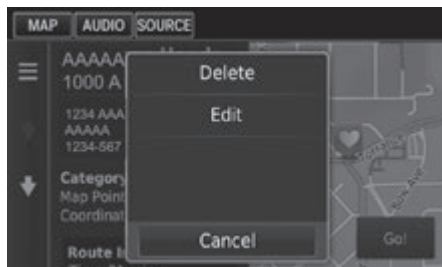 MAP AUDIO SOURCE
AAAAA
1000 A
1234 AAA
AAAAA
1234-567
Category
Map Point
Coordinat
Route
Delete
Edit
Cancel
Go!